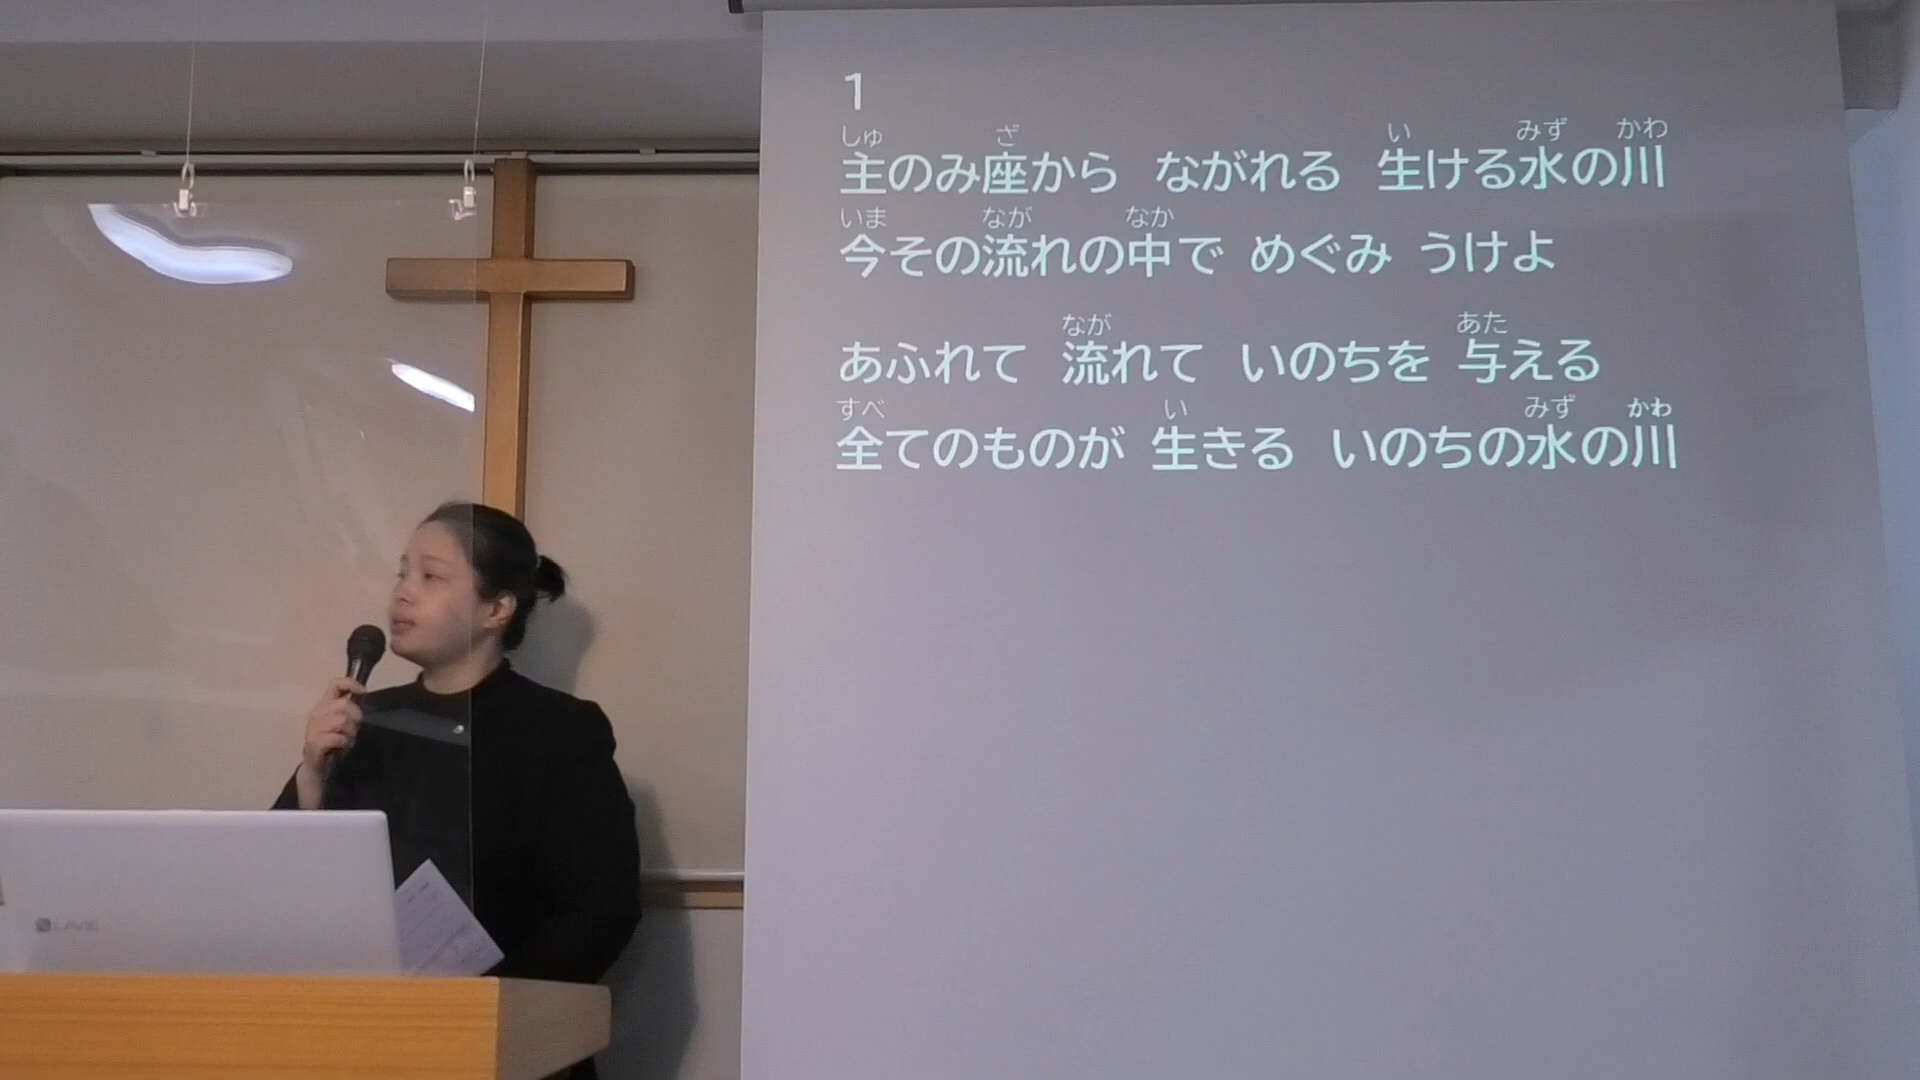 1
しゅ ざ い みず かわ
主のみ座から ながれる 生ける水の川
いま なが なか
今その流れの中で めぐみ うけよ
なが あた
あふれて 流れて いのちを 与える
すべ い みず かわ
全てのものが 生きる いのちの水の川
LAVIE